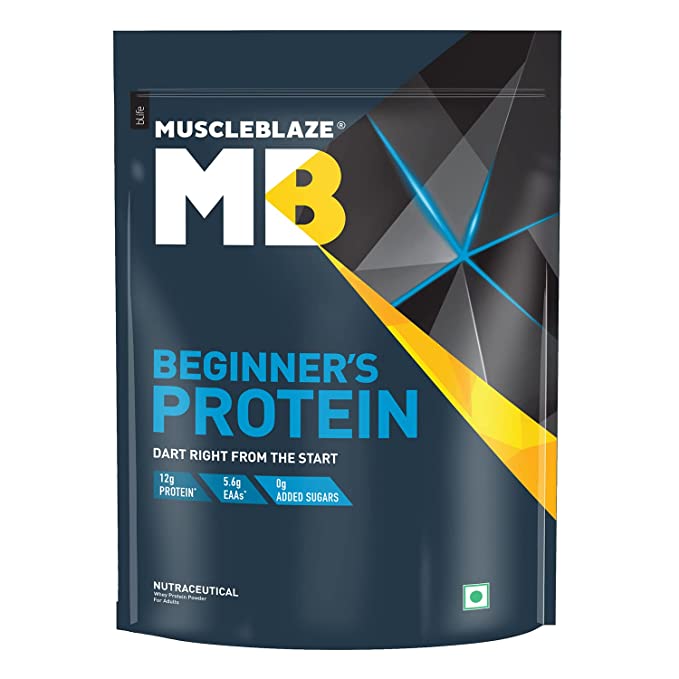 bLife
MUSCLEBLAZE®
MB
BEGINNER'S
PROTEIN
DART RIGHT FROM THE START
12g
PROTEIN*
5.6g
EAAs*
0g
ADDED SUGARS
NUTRACEUTICAL
Whey Protein Powder
For Adults